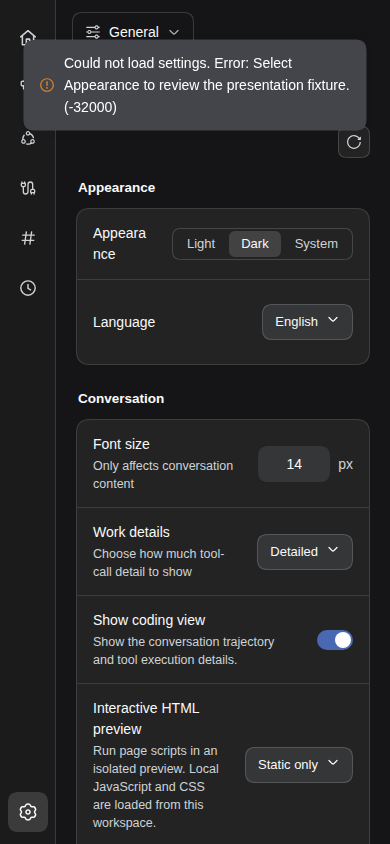 General
Could not load settings. Error: Select
Appearance to review the presentation fixture.
(-32000)
Appearance
Appeara
nce
Light
Dark
System
Language
English
Conversation
Font size
Only affects conversation
content
14
px
Work details
Choose how much tool-
call detail to show
Detailed
Show coding view
Show the conversation trajectory
and tool execution details.
Interactive HTML
preview
Run page scripts in an
isolated preview. Local
JavaScript and CSS
are loaded from this
workspace.
Static only